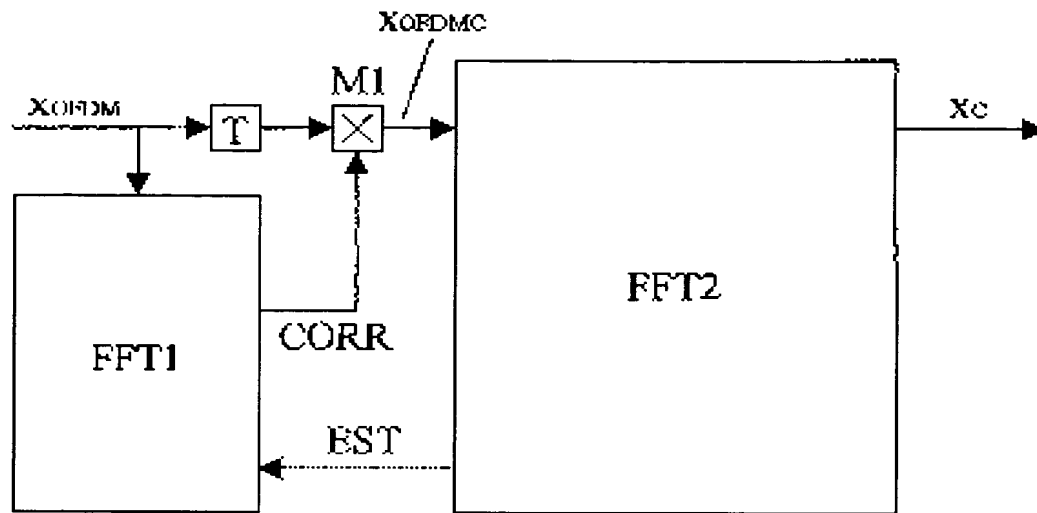 XOFDMC
M1
XOFDM
T
X
XC
FFT1
CORR
FFT2
EST